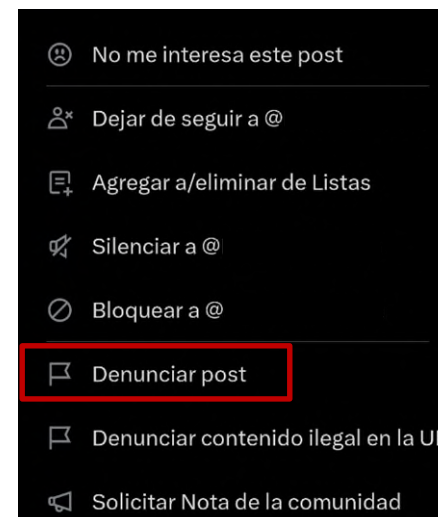 No me interesa este post
Dejar de seguir a @
Agregar a/eliminar de Listas
Silenciar a @
Bloquear a @
Denunciar post
Denunciar contenido ilegal en la
Solicitar Nota de la comunidad